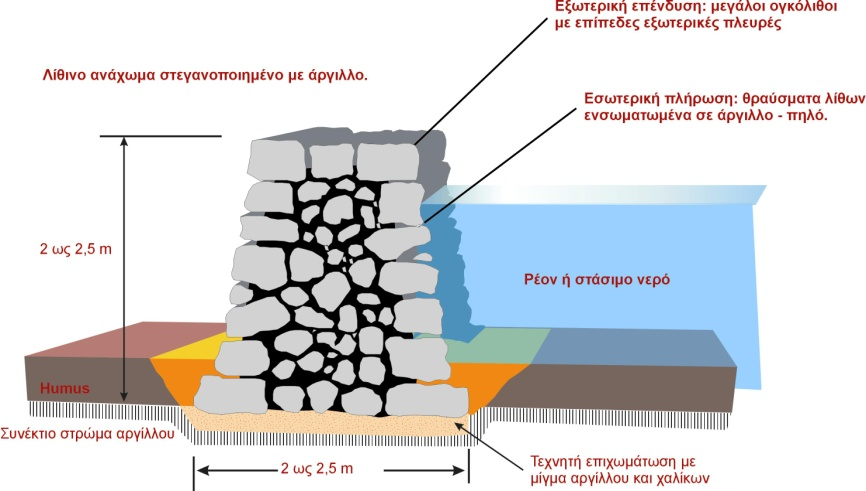 Εξωτερική επένδυση: μεγάλοι ογκόλιθοι
με επίπεδες εξωτερικές πλευρές
Λίθινο ανάχωμα στεγανοποιημένο με άργιλλο.
Εσωτερική πλήρωση: θραύσματα λίθων
ενσωματωμένα σε άργιλλο - πηλό.
2 ως 2,5 m
Ρέον ή στάσιμο νερό
Humus
Συνέκτιο στρώμα αργίλλου
2 ως 2,5 m
Τεχνητή επιχωμάτωση με
μίγμα αργίλλου και χαλίκων